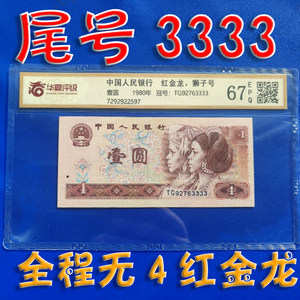 尾号 3333
华夏评级
中国人民银行 红金龙、狮子号
壹圆 1980年 冠号: TG92763333
7292922597
67 EPQ
中国人民银行
壹圆
TG92763333
1
1
全程无4红金龙